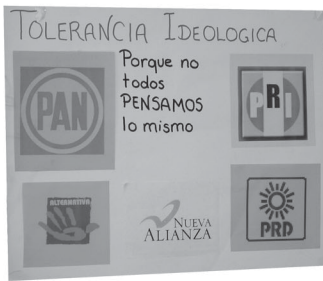 TOLERANCIA IDEOLOGICA
Porque no
todos
PENSAMOS
lo mismo
PAN
PRI
ALTERNATIVA
NUEVA
ALIANZA
PRD